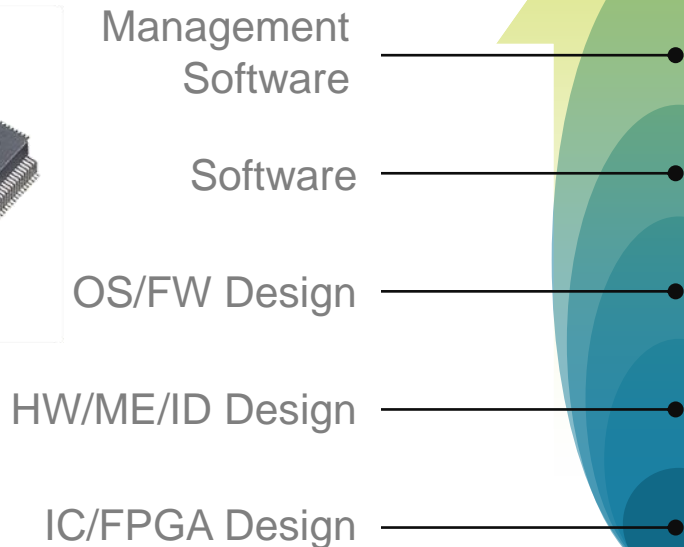 Management
Software
Software
OS/FW Design
HW/ME/ID Design
IC/FPGA Design